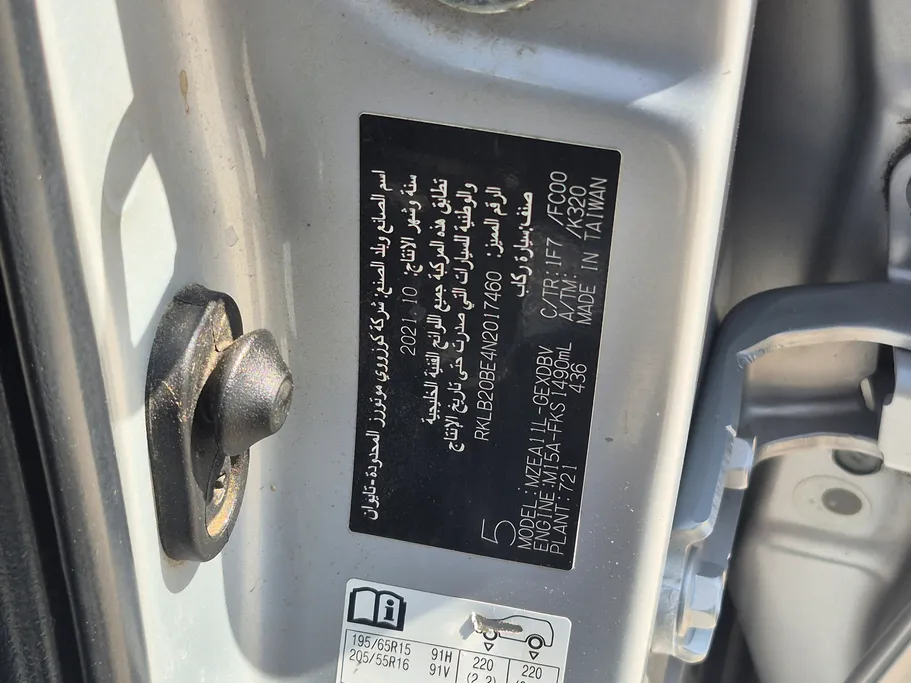 اسم الصانع وبلد الصنع: شركة كوزروي موتورز المحدودة-تايوان
سنة وشهر الإنتاج: 10 .2021
تطابق هذه المركبة جميع اللوائح الفنية الخليجية
والوطنية للسيارات التي صدرت حتى تاريخ الإنتاج
الرقم المميز: RKLB20BE4N2017460
صنف: سيارة ركاب
5
MODEL: MZEA11L-GEXDBV C/TR: 1F7 /FC00
ENGINE: M15A-FKS 1490mL A/TM: /K320
PLANT: 721 436 MADE IN TAIWAN
195/65R15 91H 220 220
205/55R16 91V